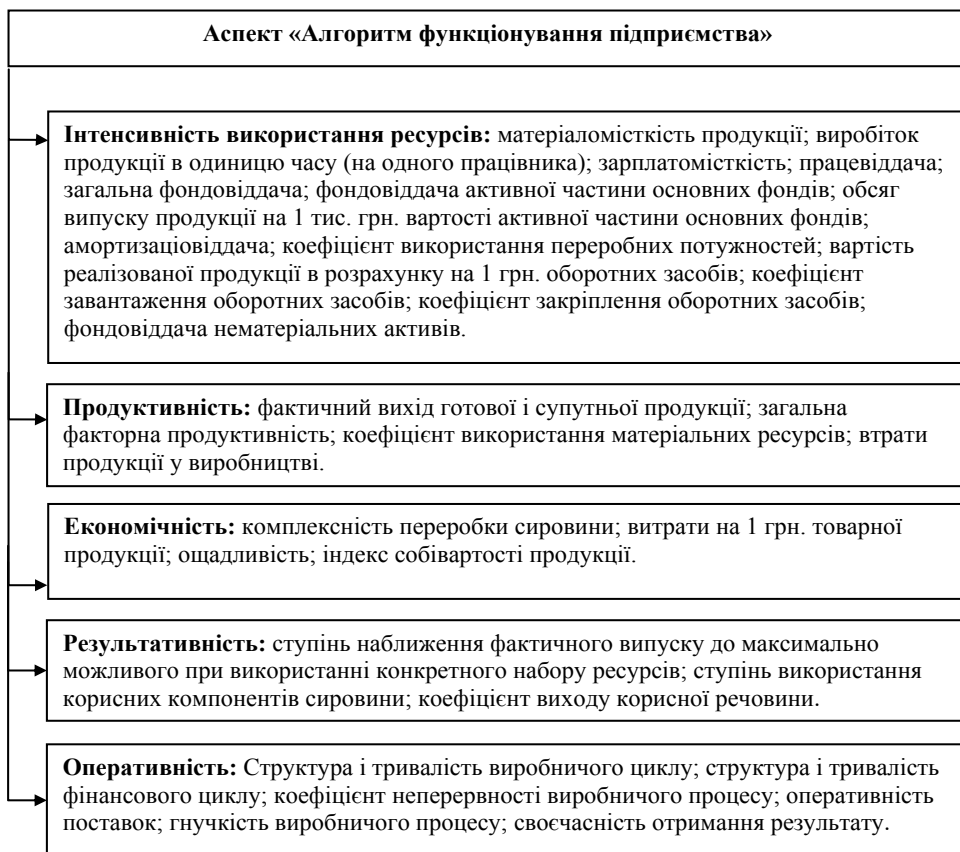 Аспект «Алгоритм функціонування підприємства»
Інтенсивність використання ресурсів: матеріаломісткість продукції; виробіток
продукції в одиницю часу (на одного працівника); зарплатомісткість; працевіддача;
загальна фондовіддача; фондовіддача активної частини основних фондів; обсяг
випуску продукції на 1 тис. грн. вартості активної частини основних фондів;
амортизаціовіддача; коефіцієнт використання переробних потужностей; вартість
реалізованої продукції в розрахунку на 1 грн. оборотних засобів; коефіцієнт
завантаження оборотних засобів; коефіцієнт закріплення оборотних засобів;
фондовіддача нематеріальних активів.
Продуктивність: фактичний вихід готової і супутньої продукції; загальна
факторна продуктивність; коефіцієнт використання матеріальних ресурсів; втрати
продукції у виробництві.
Економічність: комплексність переробки сировини; витрати на 1 грн. товарної
продукції; ощадливість; індекс собівартості продукції.
Результативність: ступінь наближення фактичного випуску до максимально
можливого при використанні конкретного набору ресурсів; ступінь використання
корисних компонентів сировини; коефіцієнт виходу корисної речовини.
Оперативність: Структура і тривалість виробничого циклу; структура і тривалість
фінансового циклу; коефіцієнт неперервності виробничого процесу; оперативність
поставок; гнучкість виробничого процесу; своєчасність отримання результату.